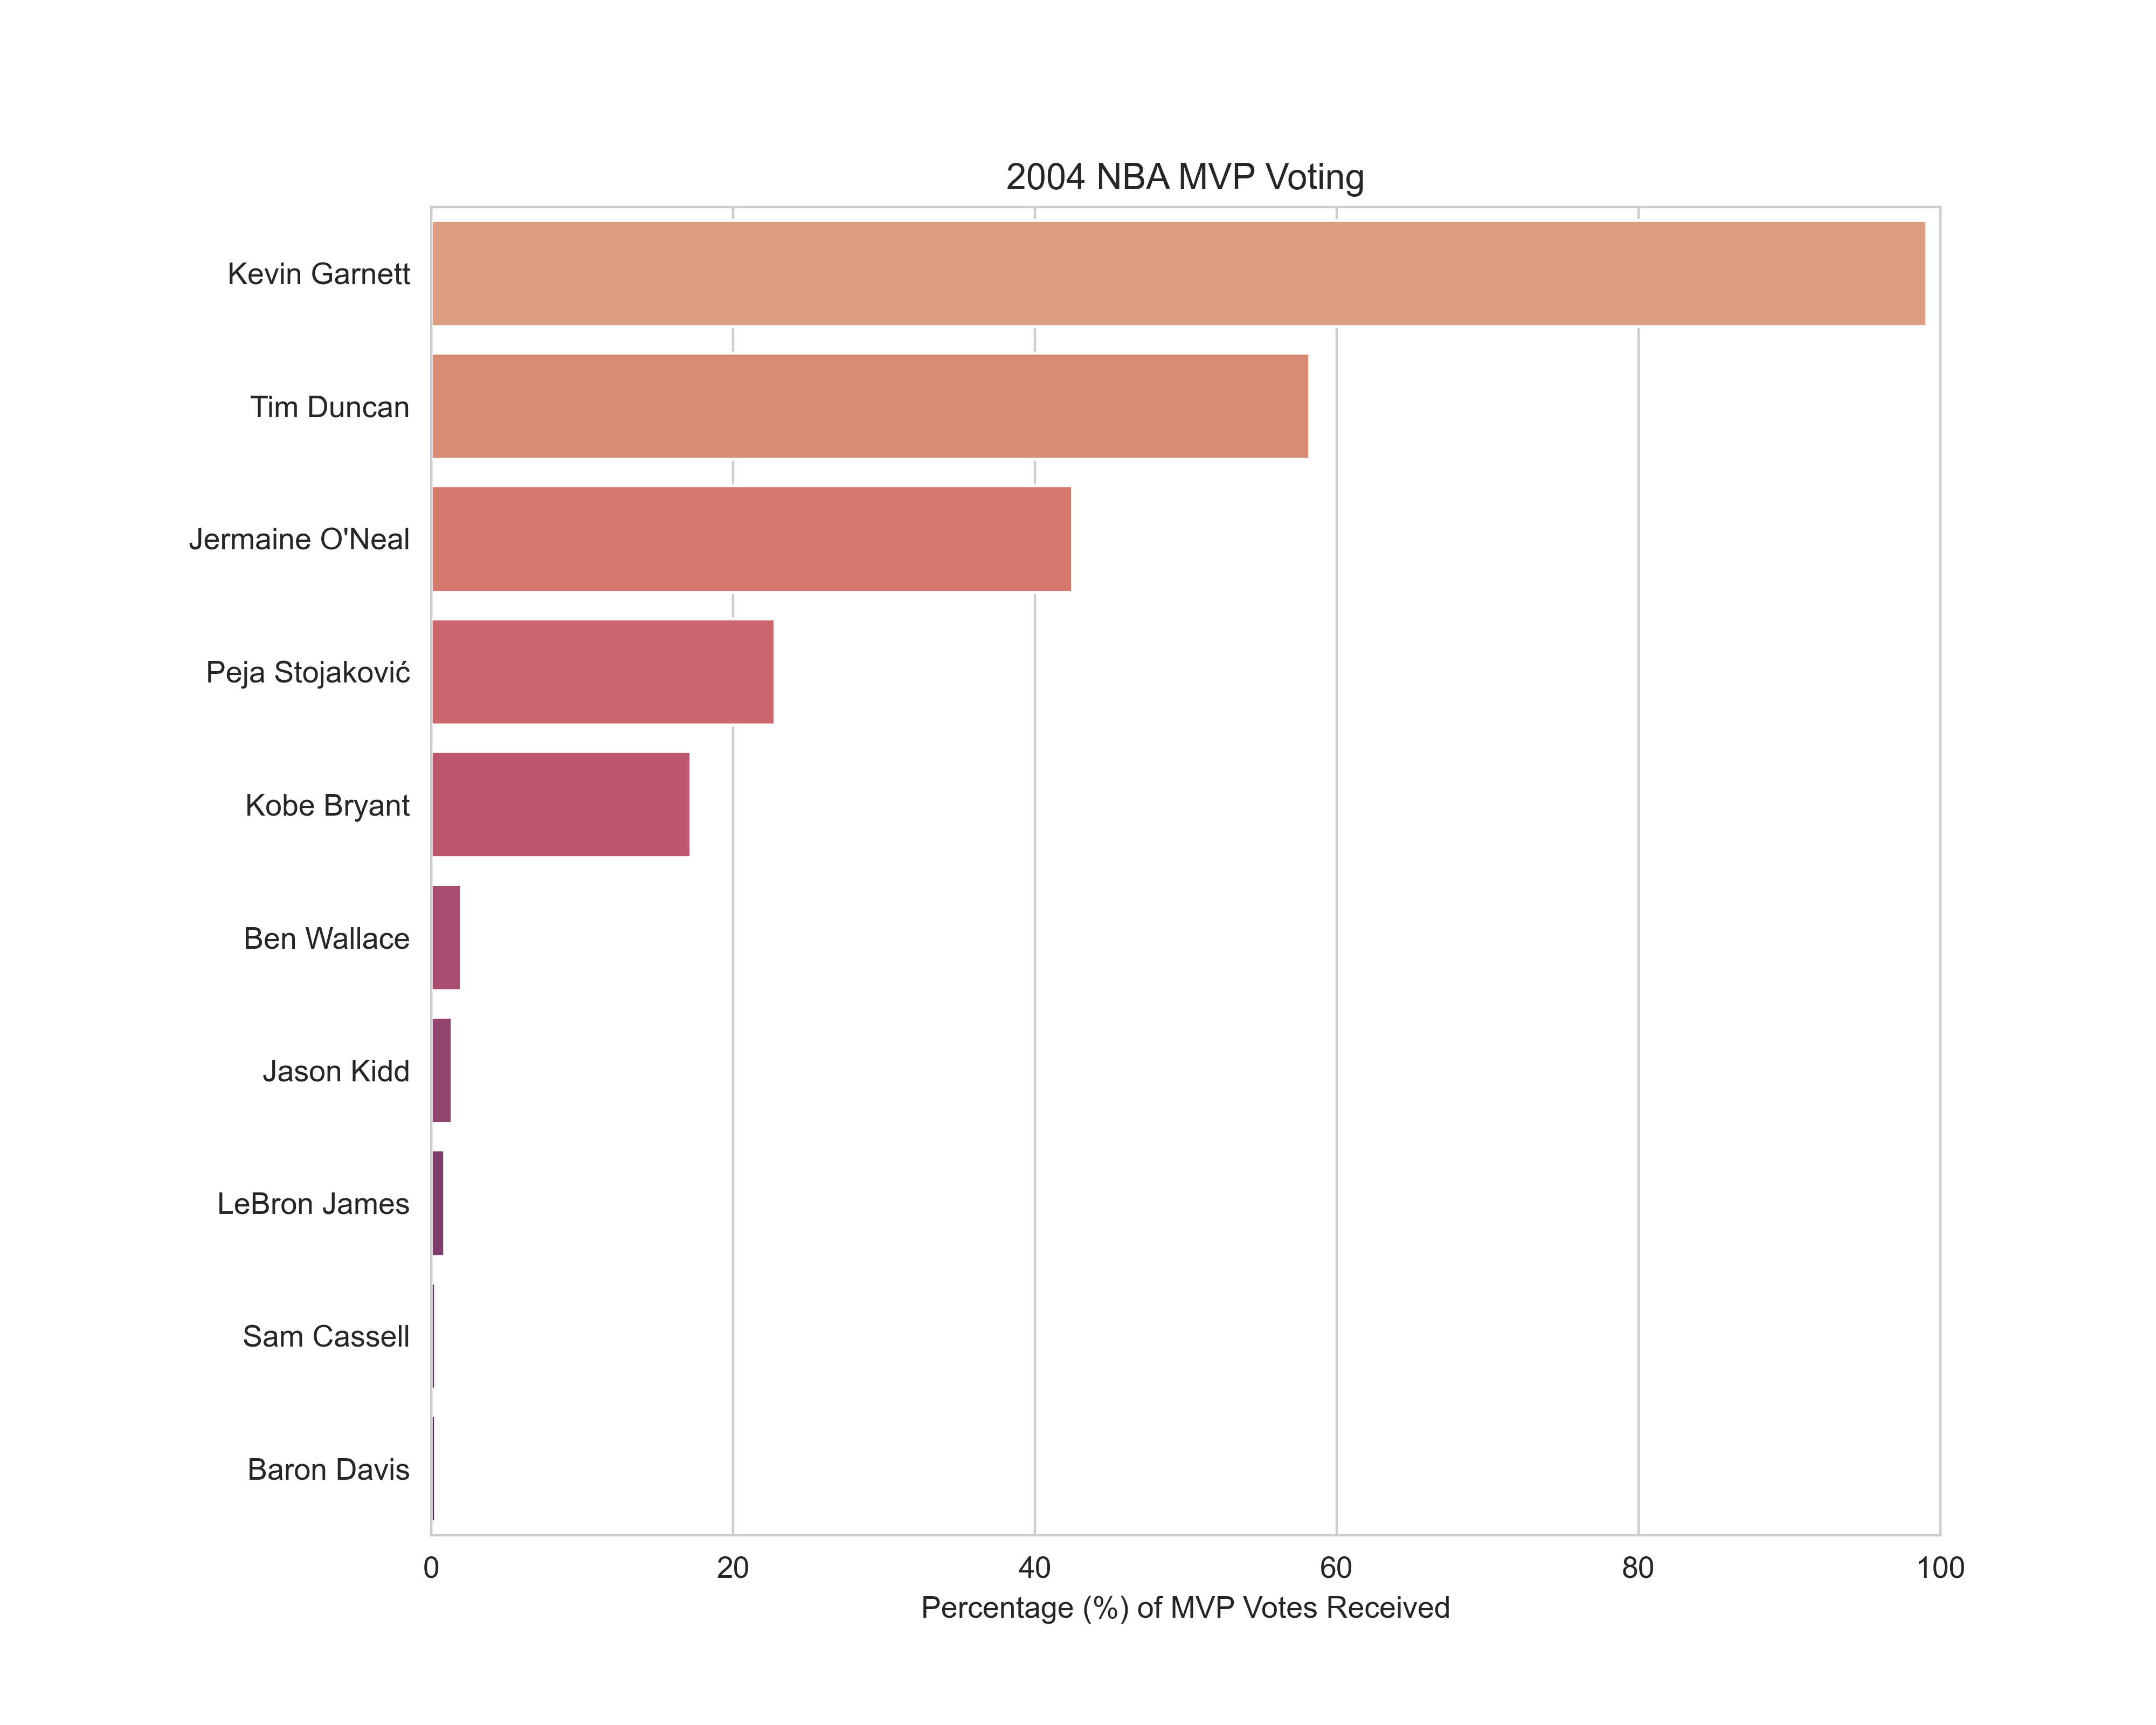 2004 NBA MVP Voting
Kevin Garnett
Tim Duncan
Jermaine O'Neal
Peja Stojaković
Kobe Bryant
Ben Wallace
Jason Kidd
LeBron James
Sam Cassell
Baron Davis
0 20 40 60 80 100
Percentage (%) of MVP Votes Received